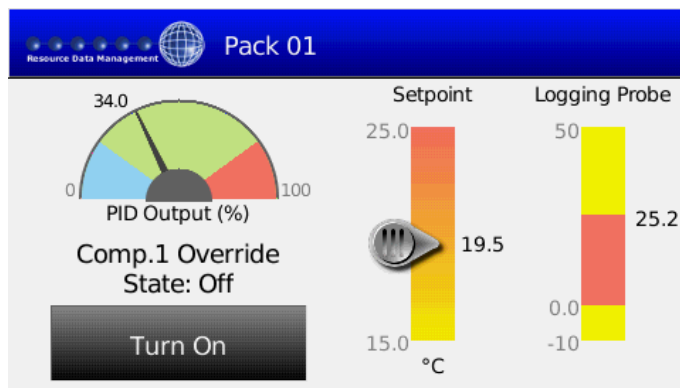 Resource Data Management
Pack 01
34.0
0
100
PID Output (%)
Comp.1 Override
State: Off
Turn On
Setpoint
25.0
19.5
15.0
°C
Logging Probe
50
25.2
0.0
-10